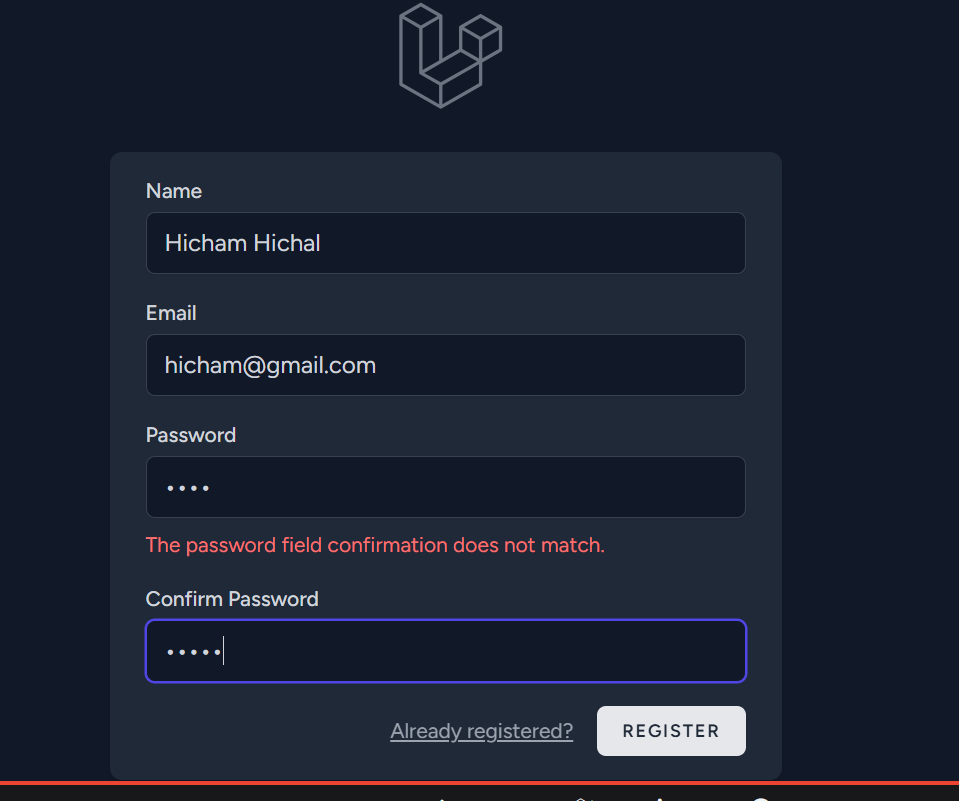 Name
Hicham Hichal
Email
hicham@gmail.com
Password
••••
The password field confirmation does not match.
Confirm Password
•••••
Already registered? REGISTER